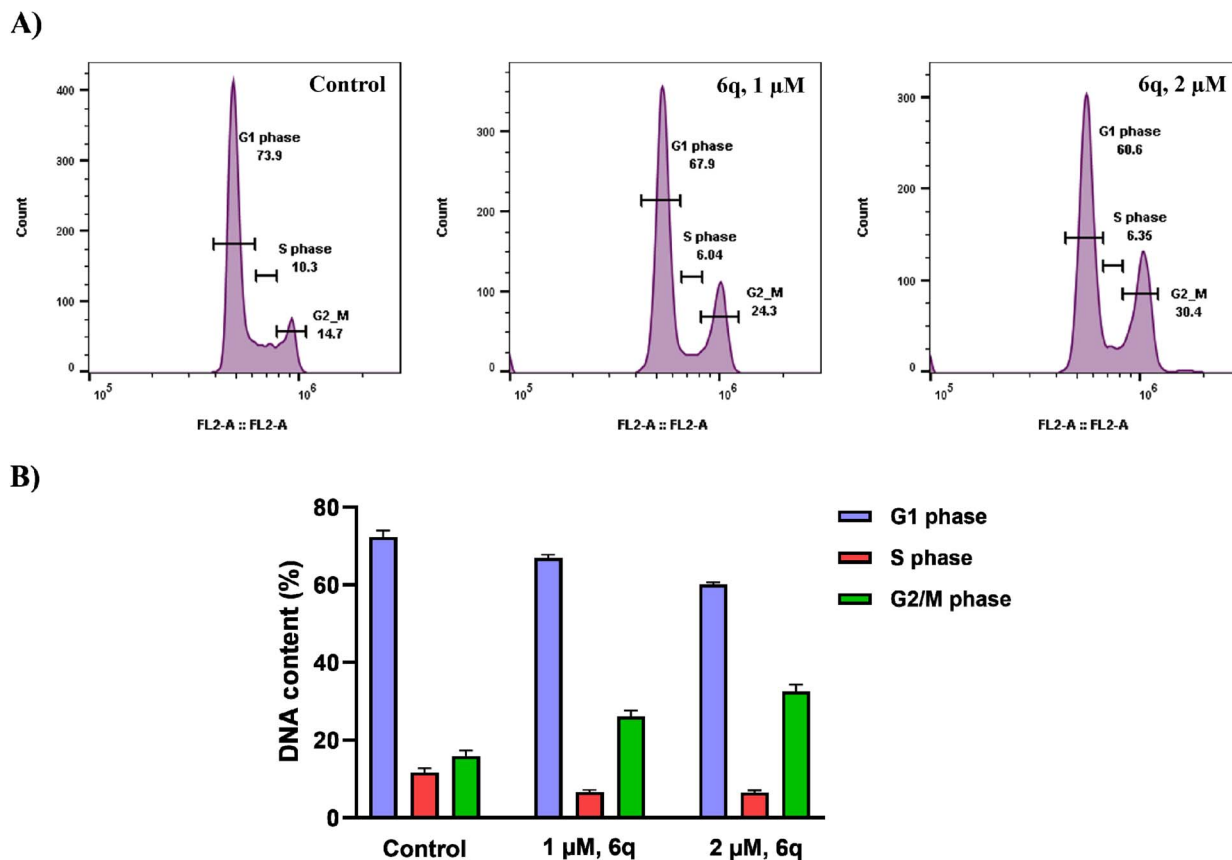 A)
Control
400
300
200
100
0
Count
G1 phase
73.9
S phase
10.3
G2_M
14.7
10^5
10^6
FL2-A :: FL2-A
6q, 1 µM
300
200
100
0
Count
G1 phase
67.9
S phase
6.04
G2_M
24.3
10^5
10^6
FL2-A :: FL2-A
6q, 2 µM
300
200
100
0
Count
G1 phase
60.6
S phase
6.35
G2_M
30.4
10^5
10^6
FL2-A :: FL2-A
B)
DNA content (%)
80
60
40
20
0
Control
1 µM, 6q
2 µM, 6q
G1 phase
S phase
G2/M phase